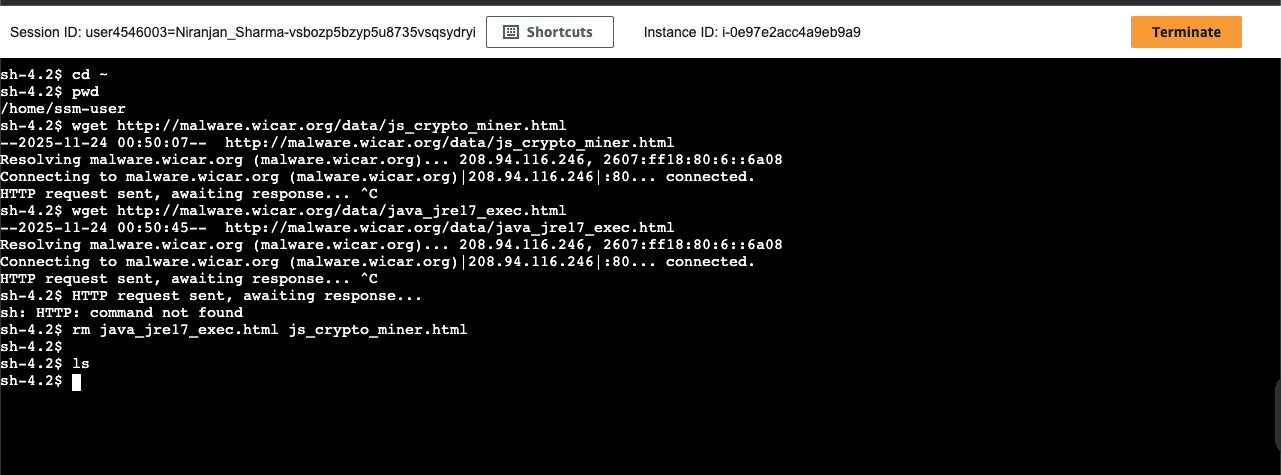 Session ID: user4546003=Niranjan_Sharma-vsbozp5bzyp5u8735vsqsydryi Shortcuts Instance ID: i-0e97e2acc4a9eb9a9 Terminate
sh-4.2$ cd ~
sh-4.2$ pwd
/home/ssm-user
sh-4.2$ wget http://malware.wicar.org/data/js_crypto_miner.html
--2025-11-24 00:50:07--  http://malware.wicar.org/data/js_crypto_miner.html
Resolving malware.wicar.org (malware.wicar.org)... 208.94.116.246, 2607:ff18:80:6::6a08
Connecting to malware.wicar.org (malware.wicar.org)|208.94.116.246|:80... connected.
HTTP request sent, awaiting response... ^C
sh-4.2$ wget http://malware.wicar.org/data/java_jre17_exec.html
--2025-11-24 00:50:45--  http://malware.wicar.org/data/java_jre17_exec.html
Resolving malware.wicar.org (malware.wicar.org)... 208.94.116.246, 2607:ff18:80:6::6a08
Connecting to malware.wicar.org (malware.wicar.org)|208.94.116.246|:80... connected.
HTTP request sent, awaiting response... ^C
sh-4.2$ HTTP request sent, awaiting response...
sh: HTTP: command not found
sh-4.2$ rm java_jre17_exec.html js_crypto_miner.html
sh-4.2$
sh-4.2$ ls
sh-4.2$